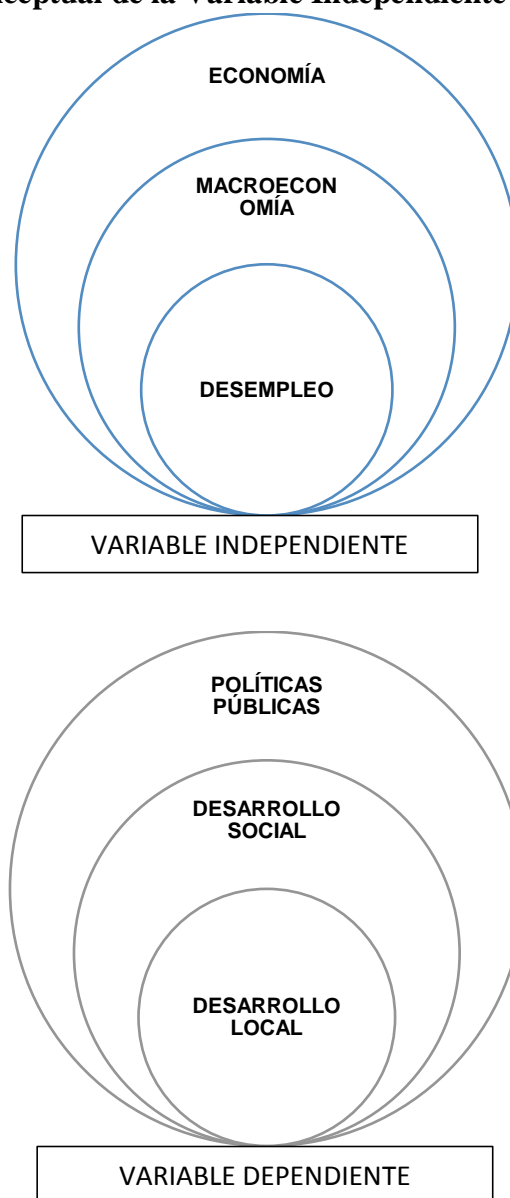 ceptual de la Variable Independiente
ECONOMÍA
MACROECON
OMÍA
DESEMPLEO
VARIABLE INDEPENDIENTE
POLÍTICAS
PÚBLICAS
DESARROLLO
SOCIAL
DESARROLLO
LOCAL
VARIABLE DEPENDIENTE